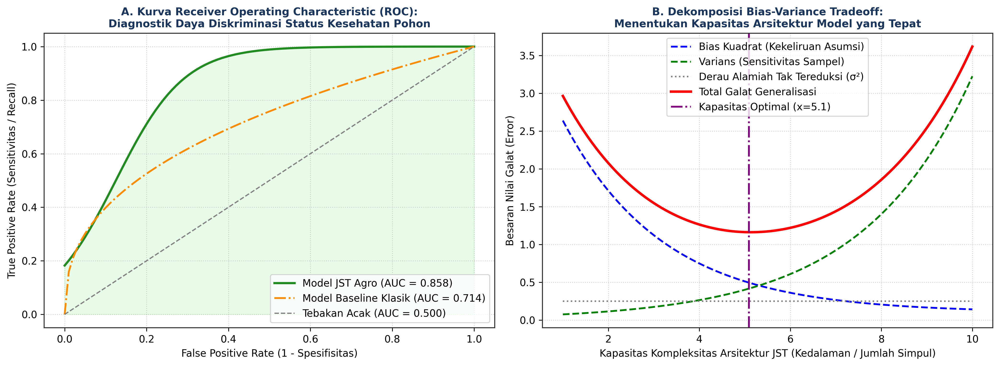 A. Kurva Receiver Operating Characteristic (ROC):
Diagnostik Daya Diskriminasi Status Kesehatan Pohon
True Positive Rate (Sensitivitas / Recall)
1.0
0.8
0.6
0.4
0.2
0.0
Model JST Agro (AUC = 0.858)
Model Baseline Klasik (AUC = 0.714)
Tebakan Acak (AUC = 0.500)
0.0 0.2 0.4 0.6 0.8 1.0
False Positive Rate (1 - Spesifisitas)
B. Dekomposisi Bias-Variance Tradeoff:
Menentukan Kapasitas Arsitektur Model yang Tepat
Besaran Nilai Galat (Error)
3.5
3.0
2.5
2.0
1.5
1.0
0.5
0.0
Bias Kuadrat (Kekeliruan Asumsi)
Varians (Sensitivitas Sampel)
Derau Alamiah Tak Tereduksi (σ²)
Total Galat Generalisasi
Kapasitas Optimal (x=5.1)
2 4 6 8 10
Kapasitas Kompleksitas Arsitektur JST (Kedalaman / Jumlah Simpul)